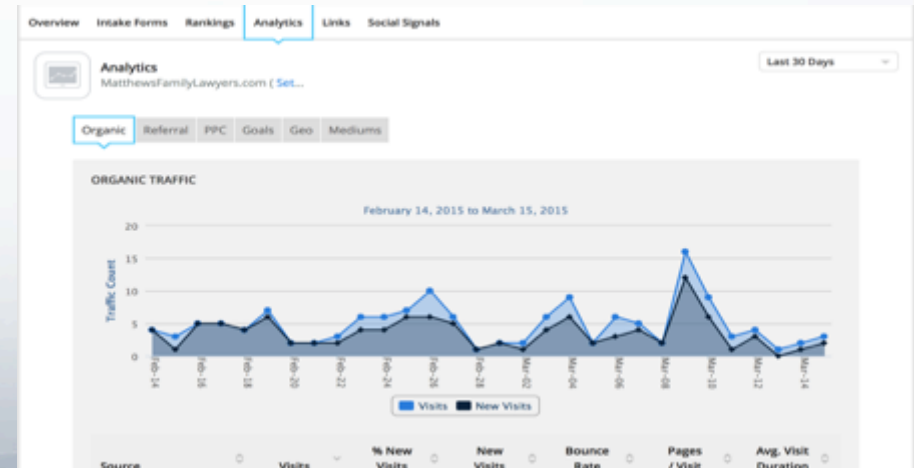 Overview Intake Forms Rankings Analytics Links Social Signals
Analytics
MatthewsFamilyLawyers.com ( Set...
Last 30 Days
Organic Referral PPC Goals Geo Mediums
ORGANIC TRAFFIC
February 14, 2015 to March 15, 2015
Traffic Count
20
15
10
5
0
Feb-14 Feb-16 Feb-18 Feb-20 Feb-22 Feb-24 Feb-26 Feb-28 Mar-02 Mar-04 Mar-06 Mar-08 Mar-10 Mar-12 Mar-14
Visits New Visits
Source Visits % New Visits New Visits Bounce Rate Pages / Visit Avg. Visit Duration